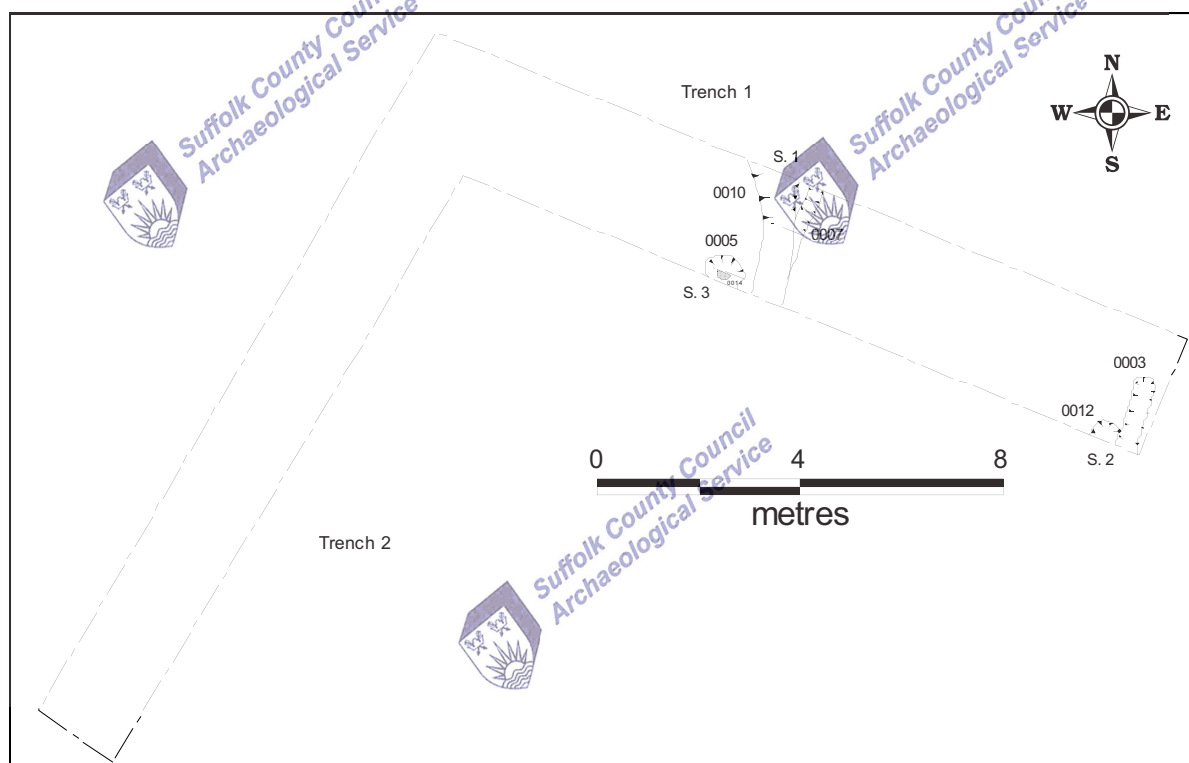 Suffolk County Council
Archaeological Service
Suffolk County
Archaeological Service
Trench 1
N
W E
S
S. 1
0010
0007
0005
0014
S. 3
0003
0012
S. 2
0 4 8
metres
Trench 2
Suffolk County Council
Archaeological Service